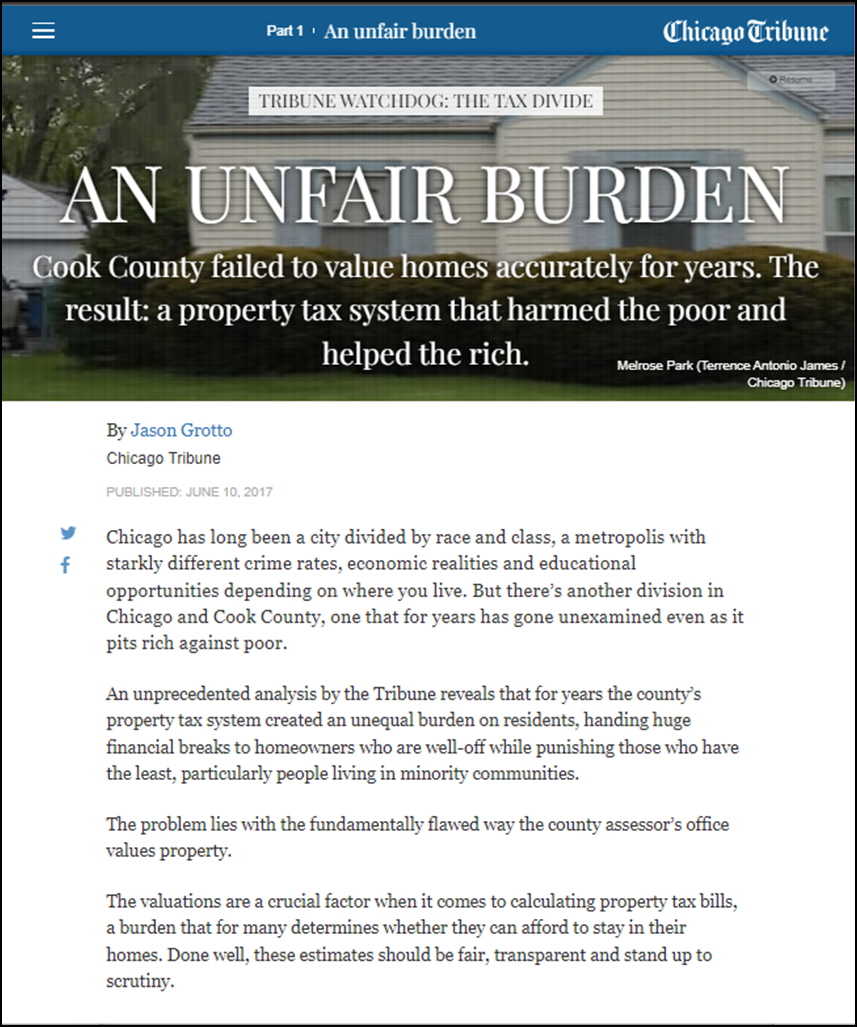 Part 1 ı An unfair burden
Chicago Tribune
Resume
TRIBUNE WATCHDOG: THE TAX DIVIDE
AN UNFAIR BURDEN
Cook County failed to value homes accurately for years. The
result: a property tax system that harmed the poor and
helped the rich.
Melrose Park (Terrence Antonio James /
Chicago Tribune)
By Jason Grotto
Chicago Tribune
PUBLISHED: JUNE 10, 2017
Chicago has long been a city divided by race and class, a metropolis with
starkly different crime rates, economic realities and educational
opportunities depending on where you live. But there’s another division in
Chicago and Cook County, one that for years has gone unexamined even as it
pits rich against poor.
An unprecedented analysis by the Tribune reveals that for years the county’s
property tax system created an unequal burden on residents, handing huge
financial breaks to homeowners who are well-off while punishing those who have
the least, particularly people living in minority communities.
The problem lies with the fundamentally flawed way the county assessor’s office
values property.
The valuations are a crucial factor when it comes to calculating property tax bills,
a burden that for many determines whether they can afford to stay in their
homes. Done well, these estimates should be fair, transparent and stand up to
scrutiny.